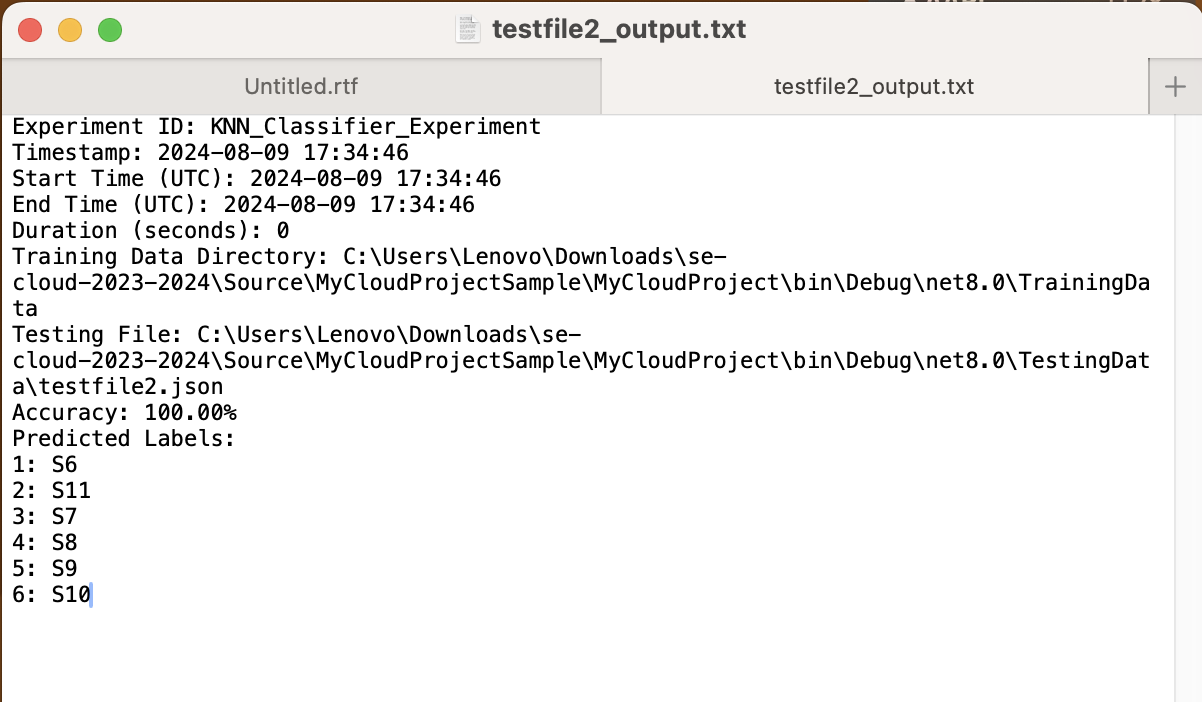 testfile2_output.txt
Untitled.rtf
testfile2_output.txt
Experiment ID: KNN_Classifier_Experiment
Timestamp: 2024-08-09 17:34:46
Start Time (UTC): 2024-08-09 17:34:46
End Time (UTC): 2024-08-09 17:34:46
Duration (seconds): 0
Training Data Directory: C:\Users\Lenovo\Downloads\se-
cloud-2023-2024\Source\MyCloudProjectSample\MyCloudProject\bin\Debug\net8.0\TrainingDa
ta
Testing File: C:\Users\Lenovo\Downloads\se-
cloud-2023-2024\Source\MyCloudProjectSample\MyCloudProject\bin\Debug\net8.0\TestingDat
a\testfile2.json
Accuracy: 100.00%
Predicted Labels:
1: S6
2: S11
3: S7
4: S8
5: S9
6: S10